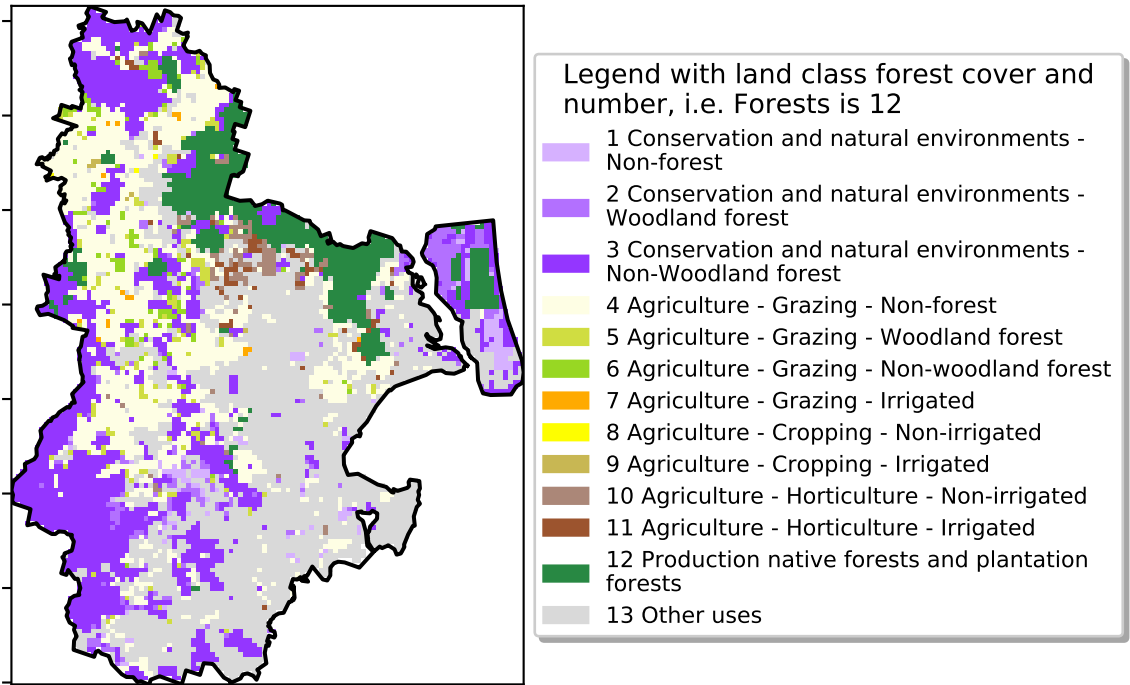 Legend with land class forest cover and
number, i.e. Forests is 12
1 Conservation and natural environments -
Non-forest
2 Conservation and natural environments -
Woodland forest
3 Conservation and natural environments -
Non-Woodland forest
4 Agriculture - Grazing - Non-forest
5 Agriculture - Grazing - Woodland forest
6 Agriculture - Grazing - Non-woodland forest
7 Agriculture - Grazing - Irrigated
8 Agriculture - Cropping - Non-irrigated
9 Agriculture - Cropping - Irrigated
10 Agriculture - Horticulture - Non-irrigated
11 Agriculture - Horticulture - Irrigated
12 Production native forests and plantation
forests
13 Other uses